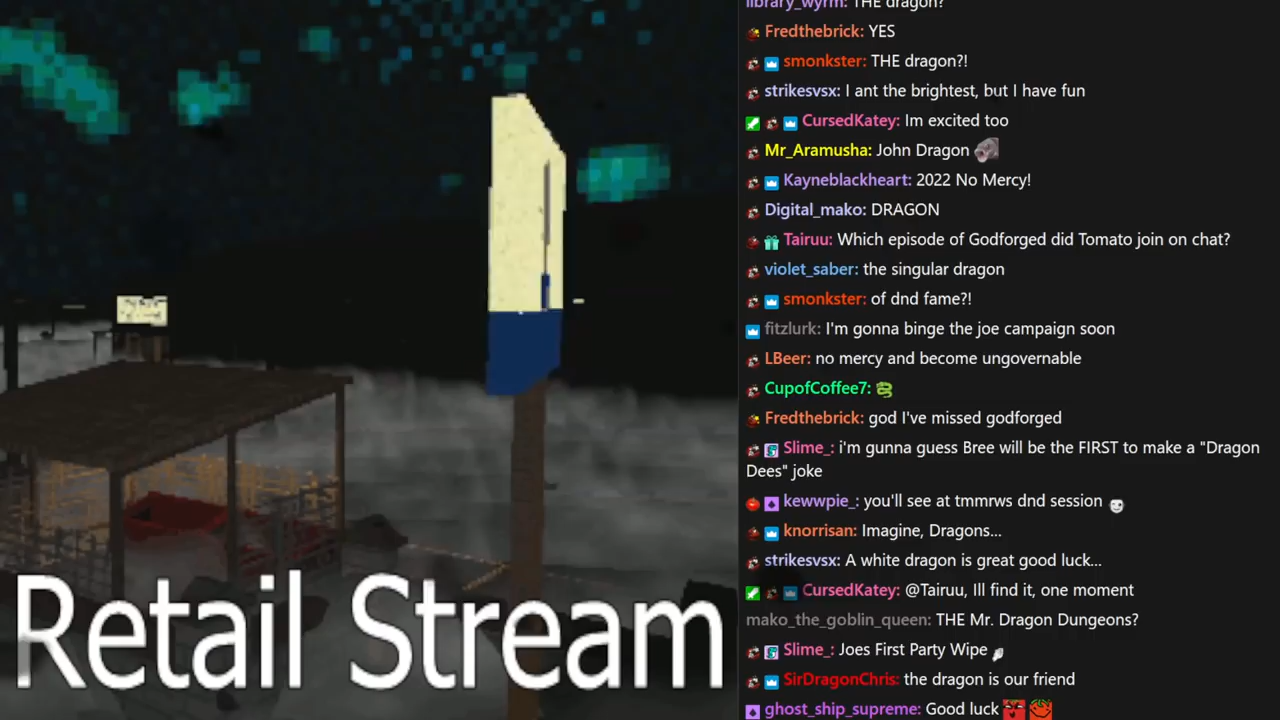 Retail Stream
library_wyrm: THE dragon?
Fredthebrick: YES
smonkster: THE dragon?!
strikesvsx: I ant the brightest, but I have fun
CursedKatey: Im excited too
Mr_Aramusha: John Dragon
Kayneblackheart: 2022 No Mercy!
Digital_mako: DRAGON
Tairuu: Which episode of Godforged did Tomato join on chat?
violet_saber: the singular dragon
smonkster: of dnd fame?!
fitzlurk: I'm gonna binge the joe campaign soon
LBeer: no mercy and become ungovernable
CupofCoffee7:
Fredthebrick: god I've missed godforged
Slime_: i'm gunna guess Bree will be the FIRST to make a "Dragon
Dees" joke
kewwpie_: you'll see at tmmrws dnd session
knorrisan: Imagine, Dragons...
strikesvsx: A white dragon is great good luck...
CursedKatey: @Tairuu, Ill find it, one moment
mako_the_goblin_queen: THE Mr. Dragon Dungeons?
Slime_: Joes First Party Wipe
SirDragonChris: the dragon is our friend
ghost_ship_supreme: Good luck